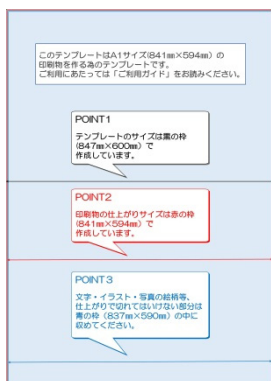 このテンプレートはA1サイズ(841㎜×594㎜)の
印刷物を作る為のテンプレートです。
ご利用にあたっては「ご利用ガイド」をお読みください。
POINT1
テンプレートのサイズは黒の枠
(847㎜×600㎜)で
作成しています。
POINT2
印刷物の仕上がりサイズは赤の枠
(841㎜×594㎜)で
作成しています。
POINT3
文字・イラスト・写真の絵柄等、
仕上がりで切れてはいけない部分は
青の枠(837㎜×590㎜)の中に
収めてください。